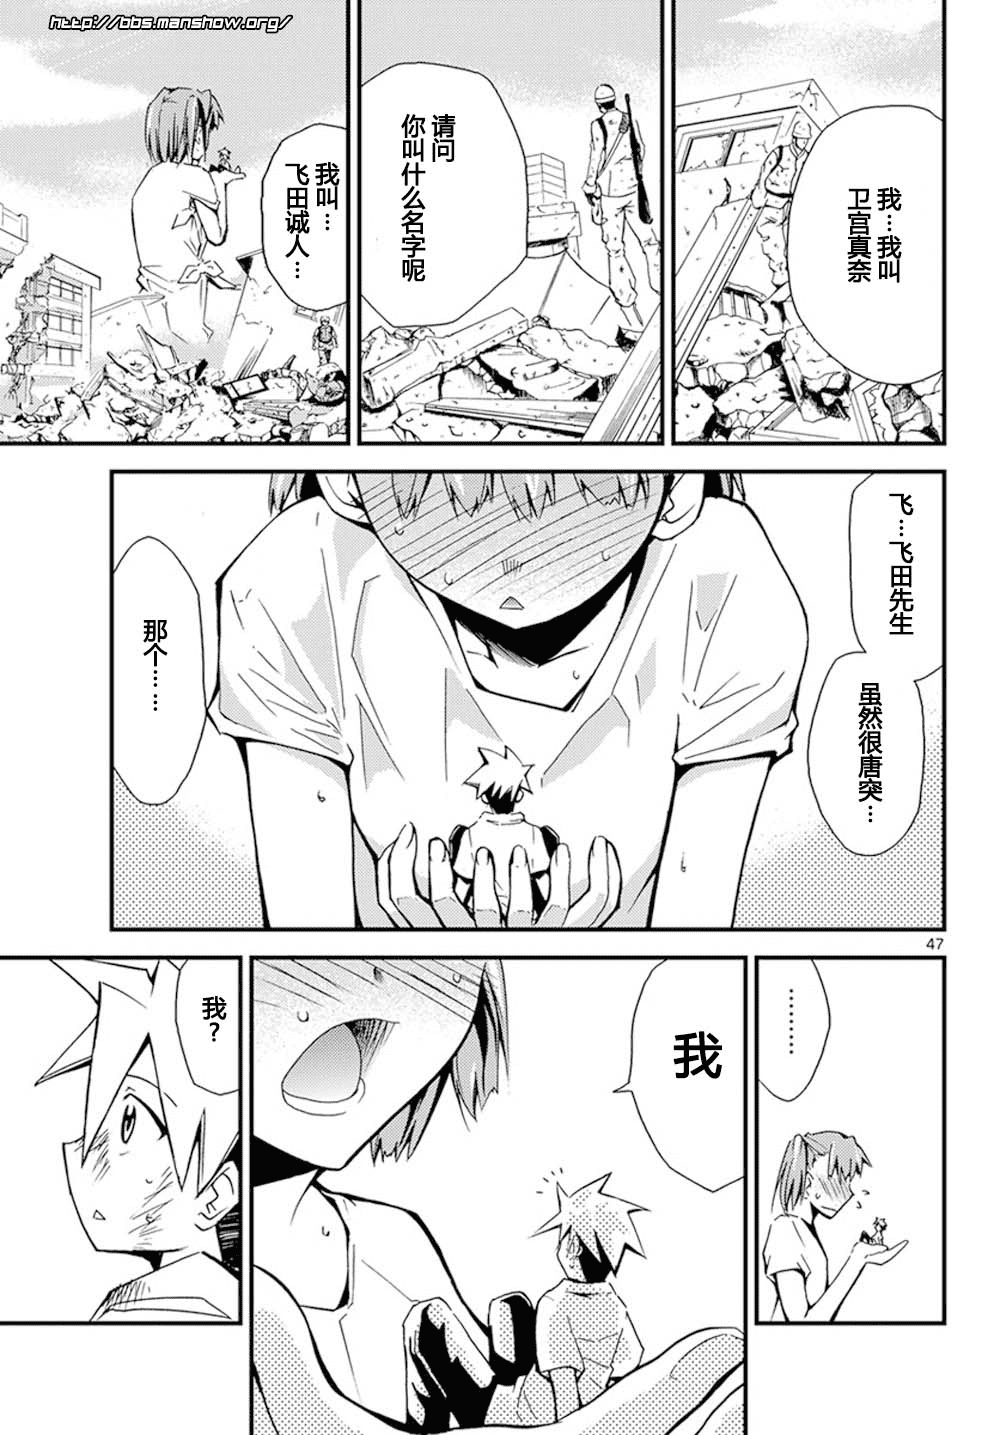 http://bbs.manshow.org/
我…我叫
卫宫真奈
请问
你叫什么名字呢
我叫…
飞田诚人…
飞…飞田先生
虽然很唐突…
那个……
47
………
我
我?